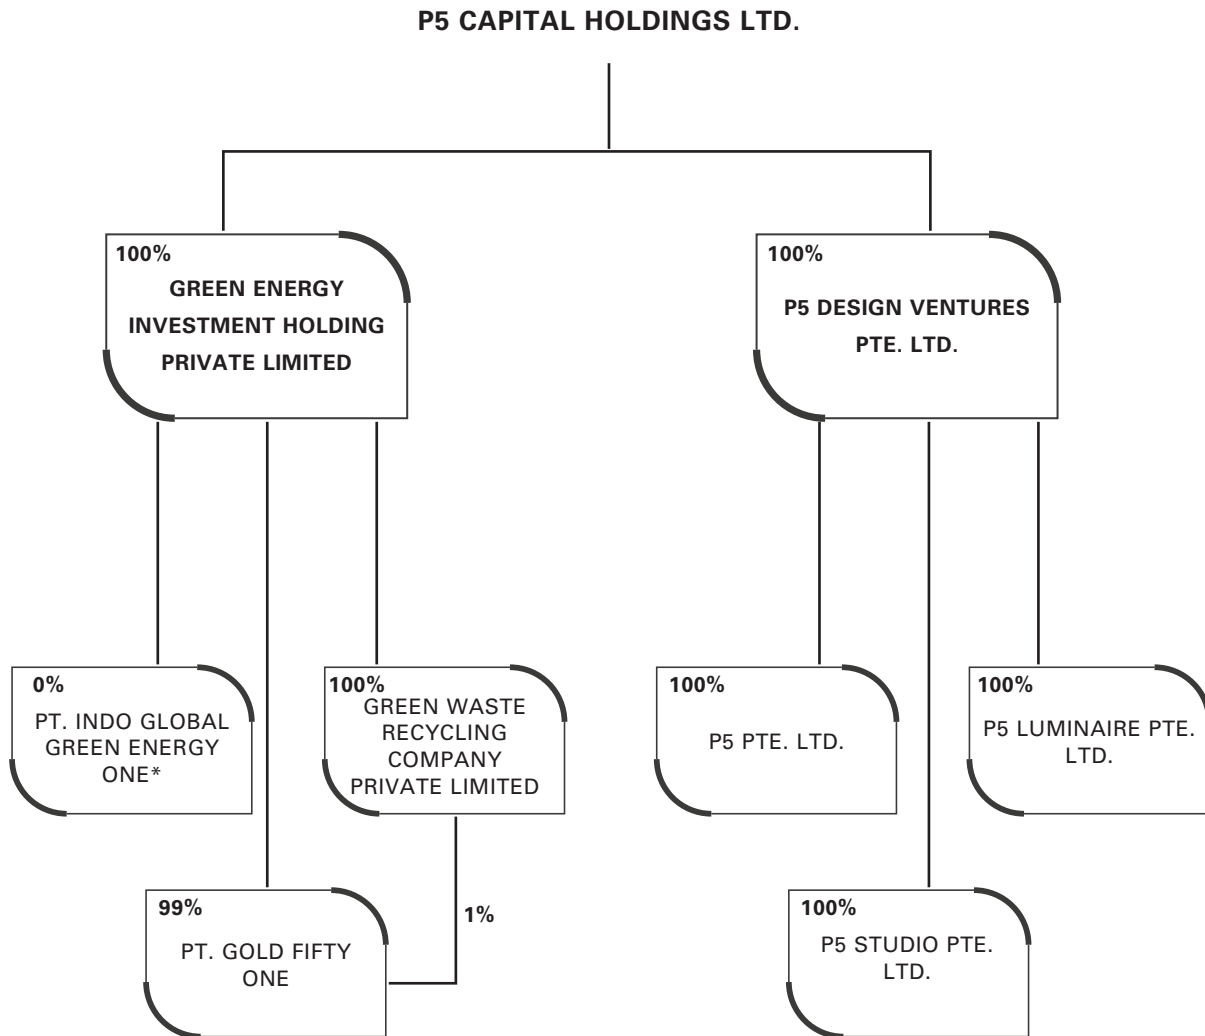 P5 CAPITAL HOLDINGS LTD.
100%
GREEN ENERGY
INVESTMENT HOLDING
PRIVATE LIMITED
100%
P5 DESIGN VENTURES
PTE. LTD.
0%
PT. INDO GLOBAL
GREEN ENERGY
ONE*
100%
GREEN WASTE
RECYCLING
COMPANY
PRIVATE LIMITED
100%
P5 PTE. LTD.
100%
P5 LUMINAIRE PTE.
LTD.
99%
PT. GOLD FIFTY
ONE
1%
100%
P5 STUDIO PTE.
LTD.